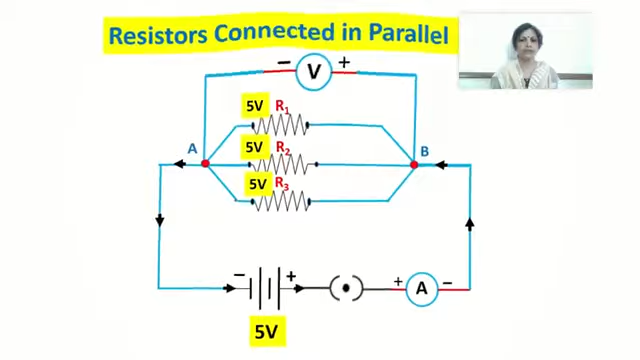 Resistors Connected in Parallel
− V +
5V R1
A 5V R2 B
5V R3
− + + A −
5V